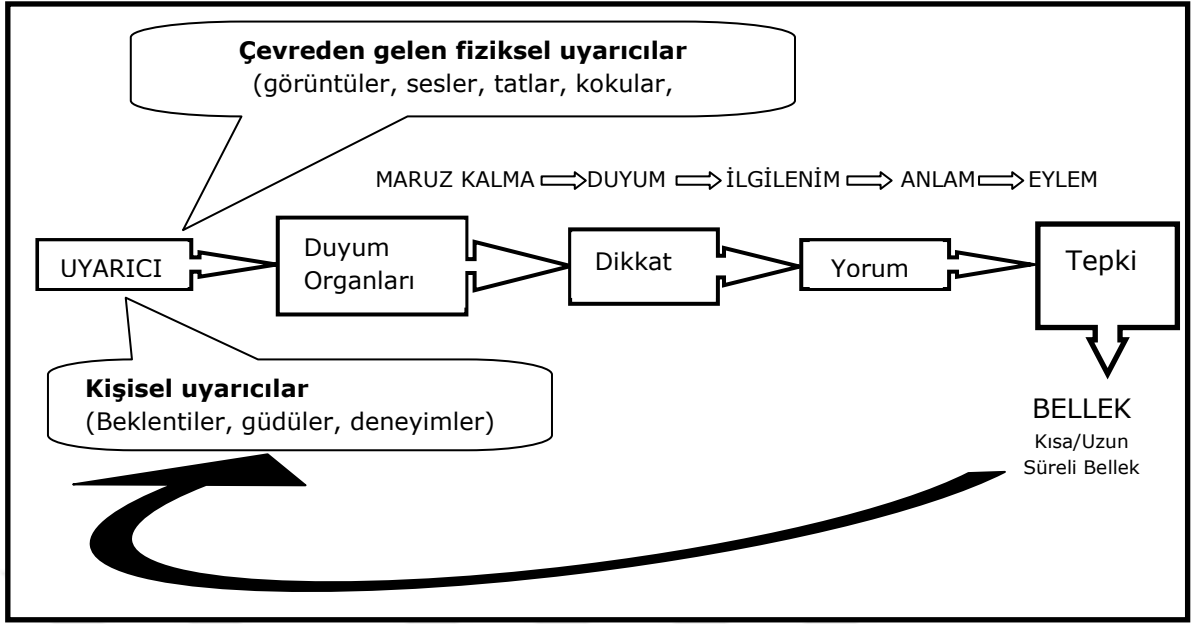 Çevreden gelen fiziksel uyarıcılar
(görüntüler, sesler, tatlar, kokular,
MARUZ KALMA DUYUM İLGİLENİM ANLAM EYLEM
UYARICI
Duyum
Organları
Dikkat
Yorum
Tepki
Kişisel uyarıcılar
(Beklentiler, güdüler, deneyimler)
BELLEK
Kısa/Uzun
Süreli Bellek